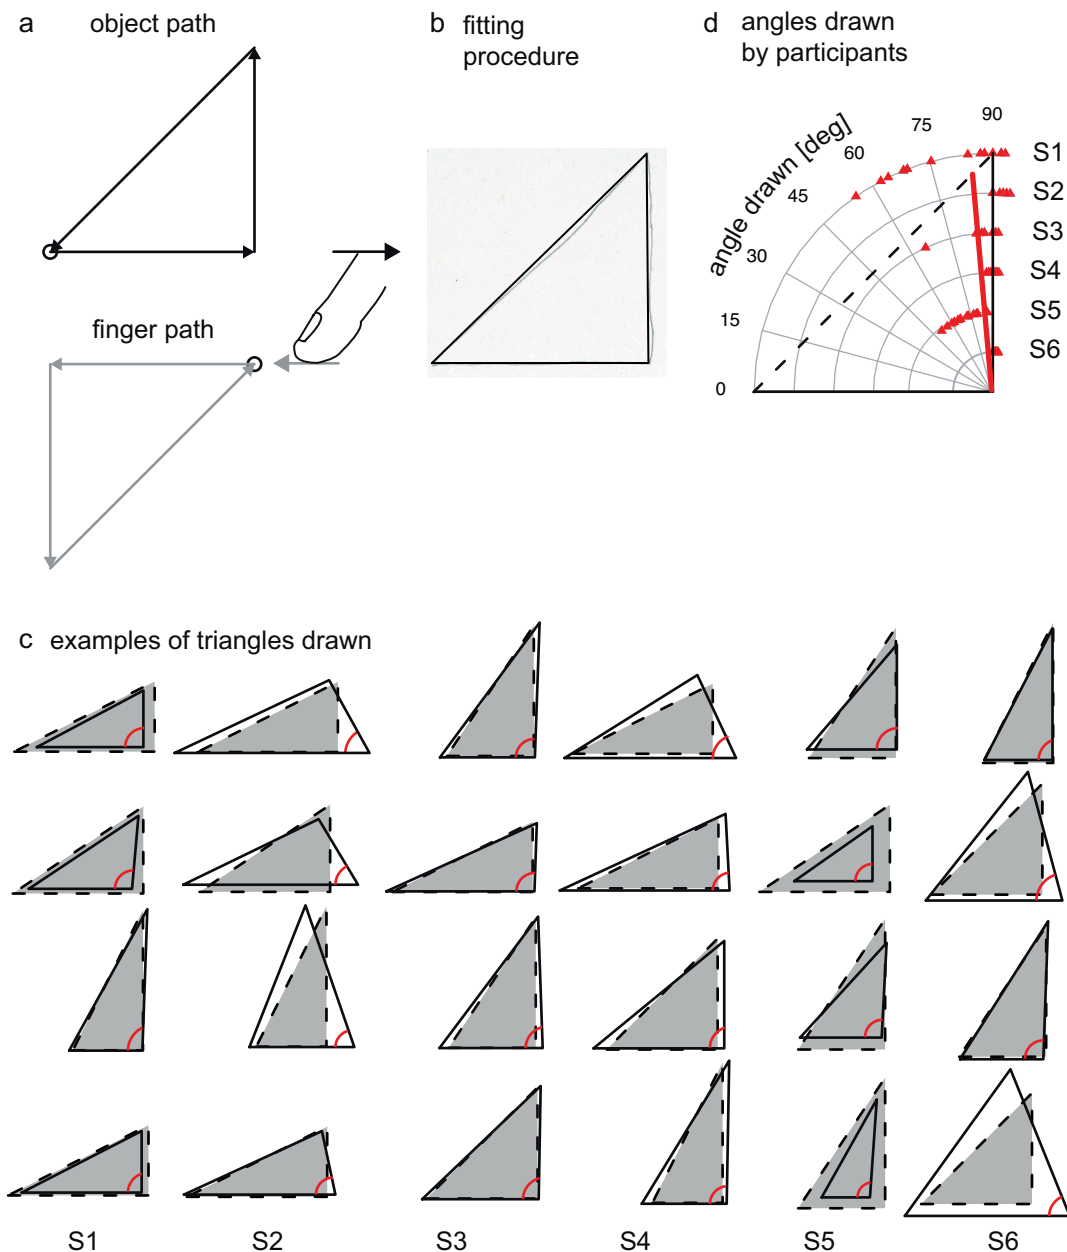 a object path
b fitting
procedure
d angles drawn
by participants
finger path
angle drawn [deg]
0
15
30
45
60
75
90
S1
S2
S3
S4
S5
S6
c examples of triangles drawn
S1 S2 S3 S4 S5 S6